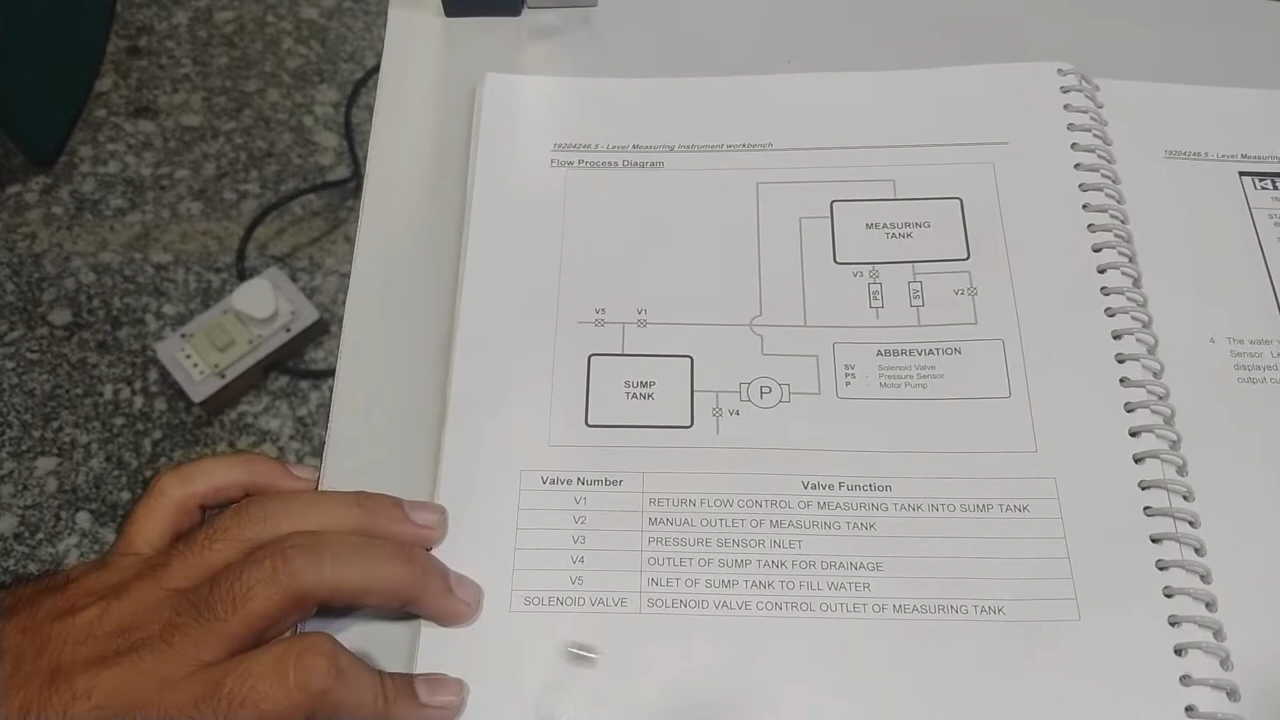 19204246.5 - Level Measuring Instrument workbench
Flow Process Diagram
MEASURING
TANK
V3
PS
SV
V2
V5
V1
ABBREVIATION
SV - Solenoid Valve
PS - Pressure Sensor
P - Motor Pump
SUMP
TANK
P
V4
Valve Number Valve Function
V1 RETURN FLOW CONTROL OF MEASURING TANK INTO SUMP TANK
V2 MANUAL OUTLET OF MEASURING TANK
V3 PRESSURE SENSOR INLET
V4 OUTLET OF SUMP TANK FOR DRAINAGE
V5 INLET OF SUMP TANK TO FILL WATER
SOLENOID VALVE SOLENOID VALVE CONTROL OUTLET OF MEASURING TANK
19204246.5 - Level
4. The water
Sensor.
displayed
output